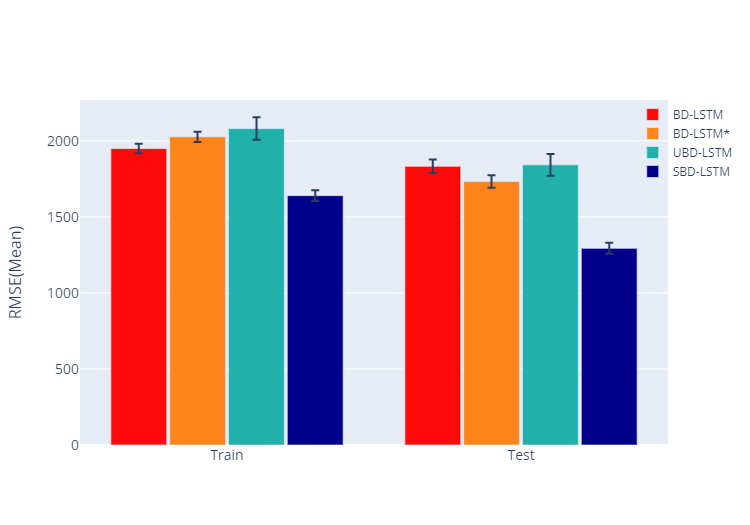 BD-LSTM
BD-LSTM*
UBD-LSTM
SBD-LSTM
2000
1500
1000
500
0
RMSE(Mean)
Train
Test